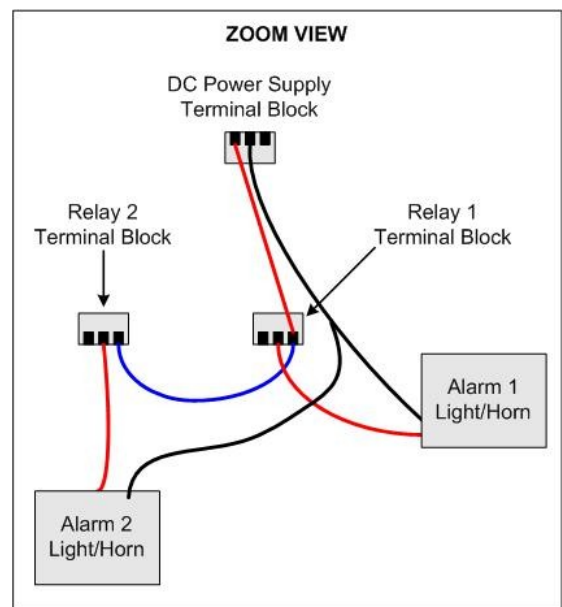 ZOOM VIEW
DC Power Supply
Terminal Block
Relay 2
Terminal Block
Relay 1
Terminal Block
Alarm 1
Light/Horn
Alarm 2
Light/Horn